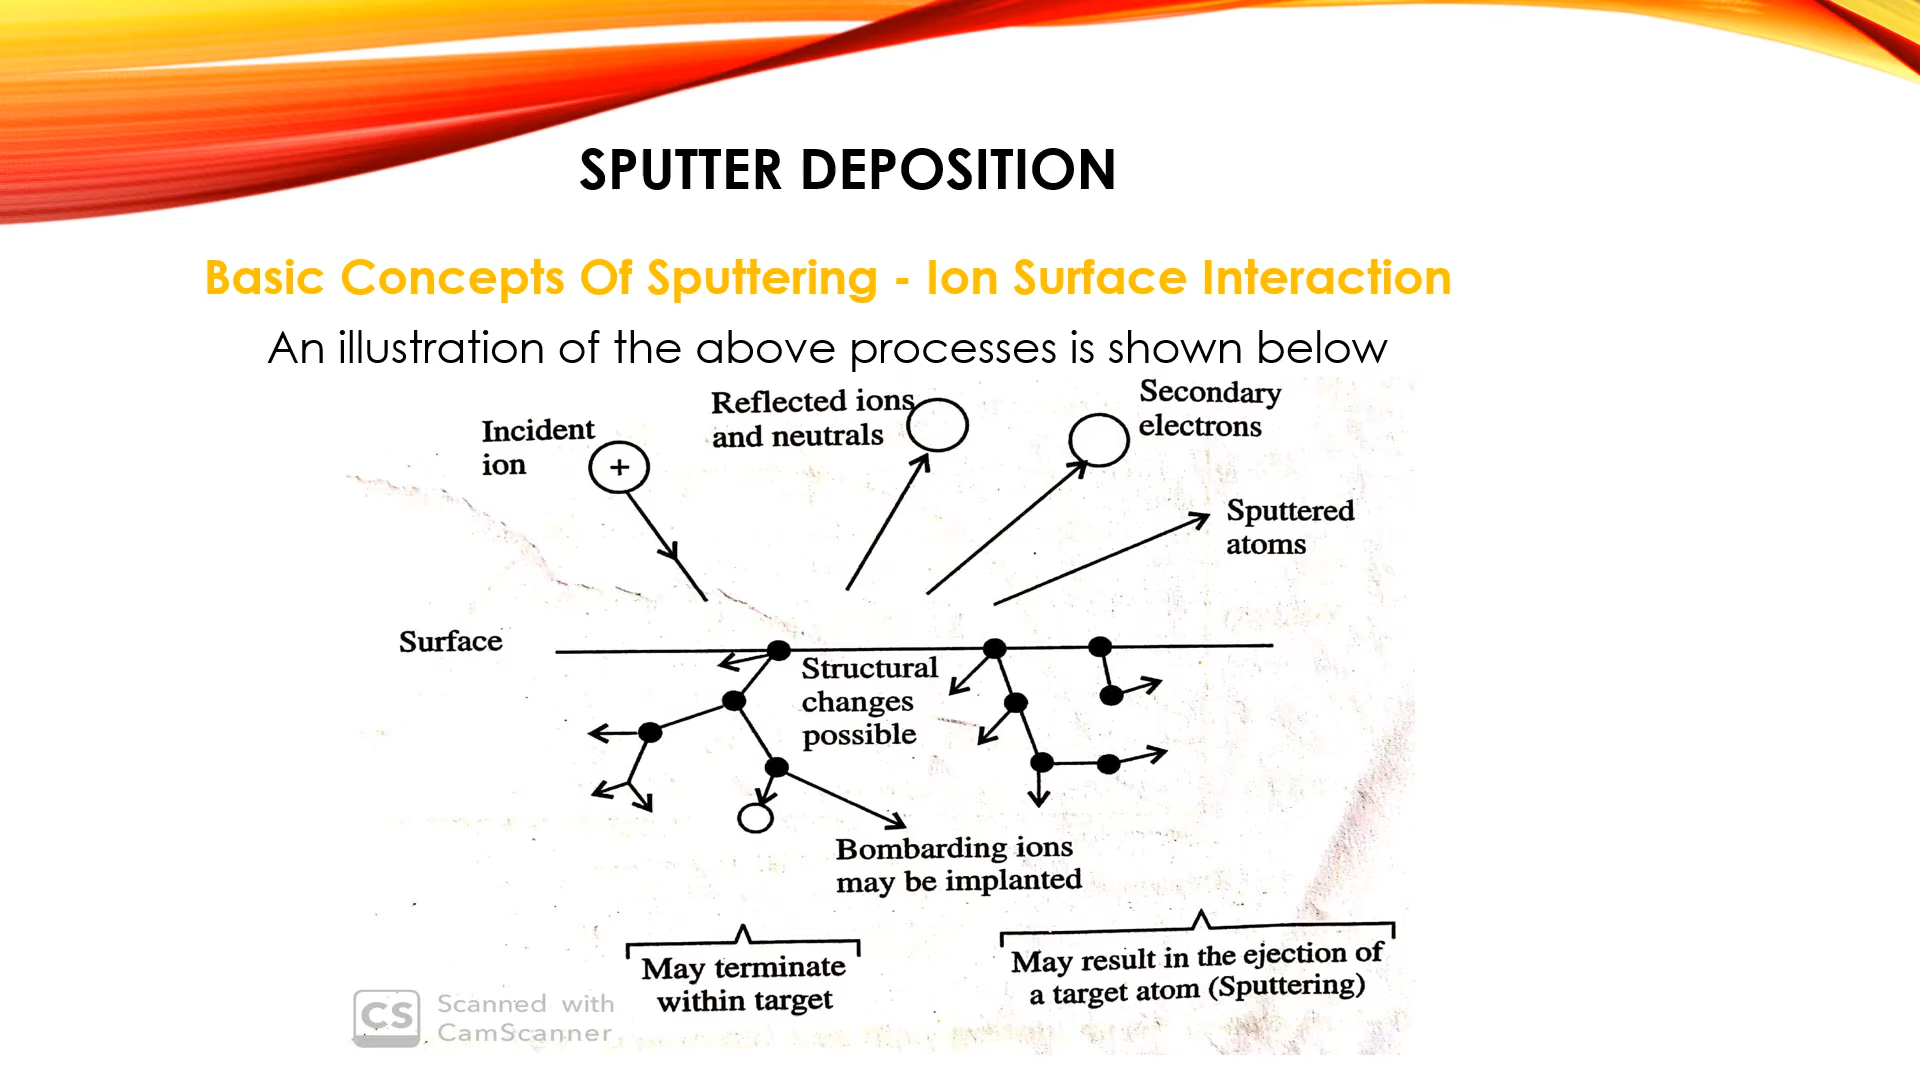 SPUTTER DEPOSITION
Basic Concepts Of Sputtering - Ion Surface Interaction
An illustration of the above processes is shown below
Incident
ion
+
Reflected ions
and neutrals
Secondary
electrons
Sputtered
atoms
Surface
Structural
changes
possible
Bombarding ions
may be implanted
May terminate
within target
May result in the ejection of
a target atom (Sputtering)
CS
Scanned with
CamScanner